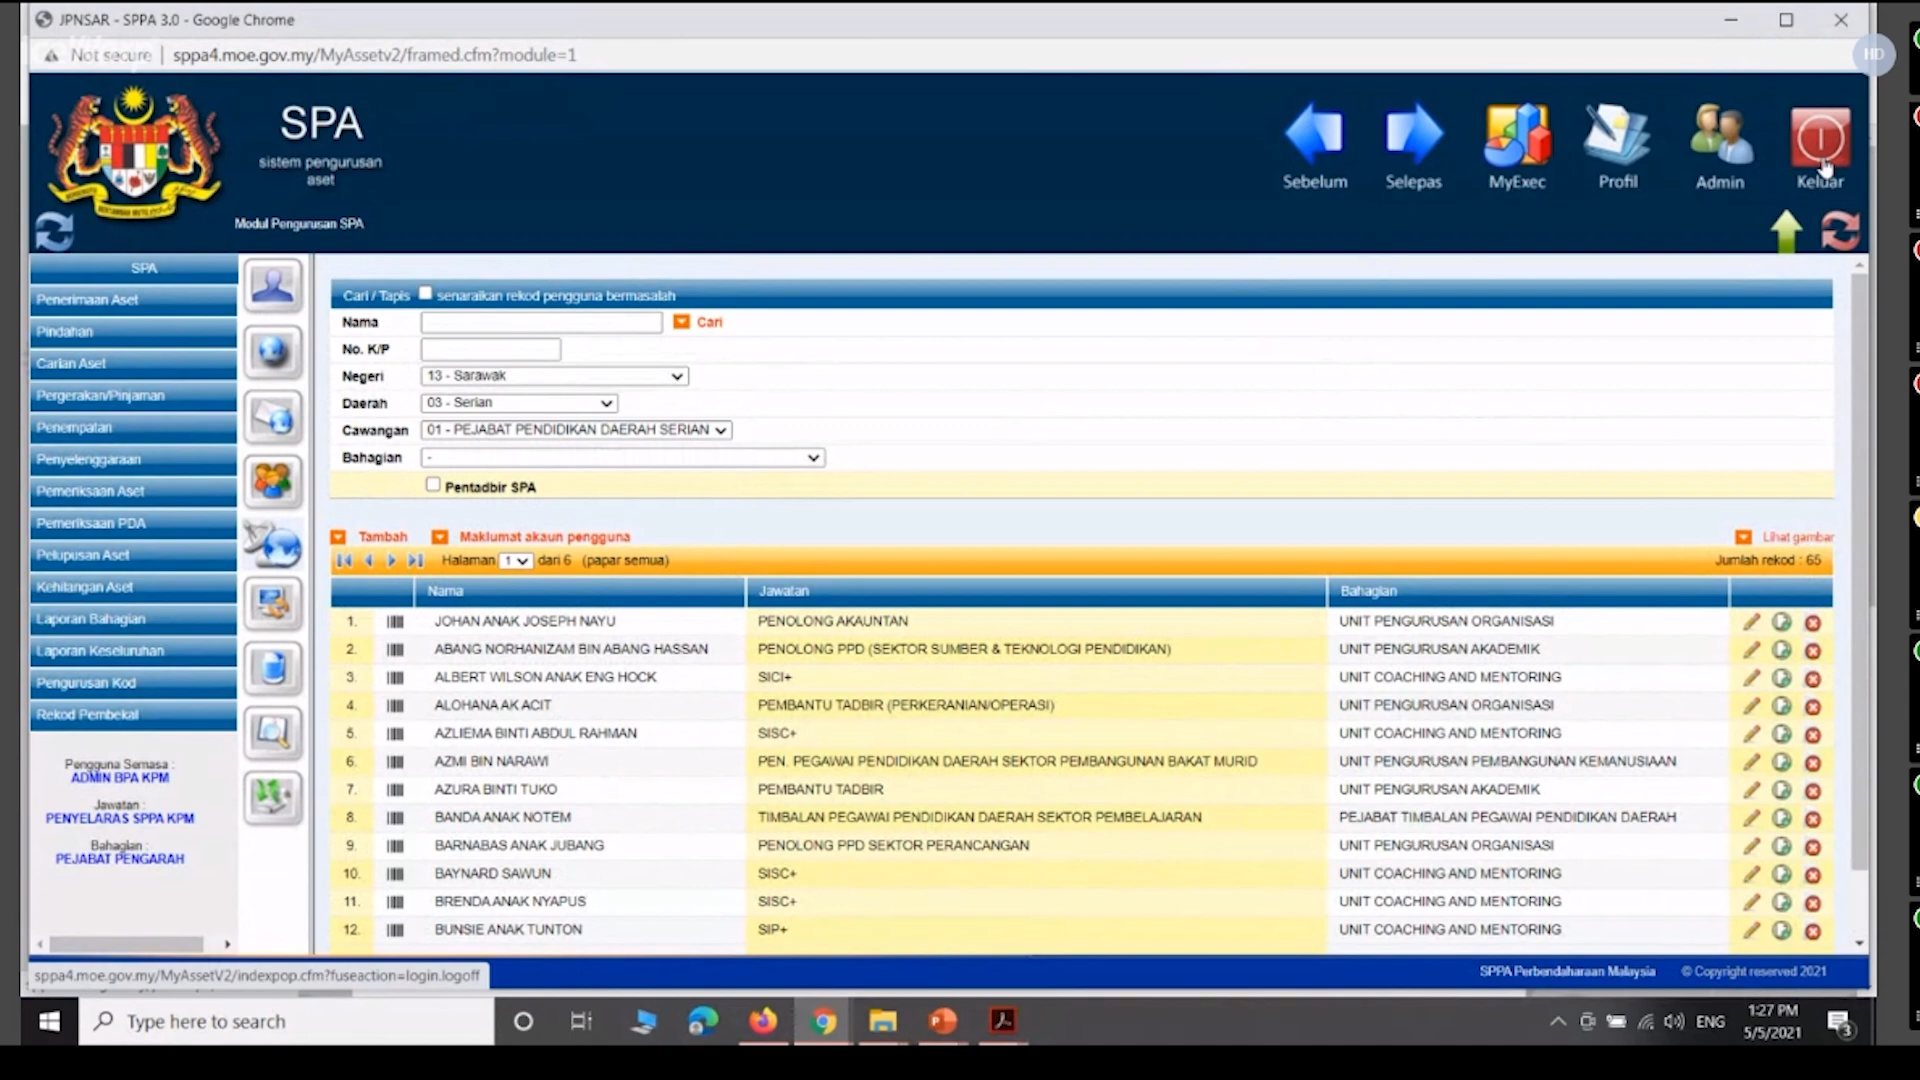 JPNSAR - SPPA 3.0 - Google Chrome
Not secure | sppa4.moe.gov.my/MyAssetv2/framed.cfm?module=1
HD
SPA
sistem pengurusan
aset
Modul Pengurusan SPA
Sebelum
Selepas
MyExec
Profil
Admin
Keluar
SPA
Penerimaan Aset
Pindahan
Carian Aset
Pergerakan/Pinjaman
Penempatan
Penyelenggaraan
Pemeriksaan Aset
Pemeriksaan PDA
Pelupusan Aset
Kehilangan Aset
Laporan Bahagian
Laporan Keseluruhan
Pengurusan Kod
Rekod Pembekal
Pengguna Semasa :
ADMIN BPA KPM
Jawatan :
PENYELARAS SPPA KPM
Bahagian :
PEJABAT PENGARAH
Cari / Tapis senaraikan rekod pengguna bermasalah
Nama Cari
No. K/P
Negeri 13 - Sarawak
Daerah 03 - Serian
Cawangan 01 - PEJABAT PENDIDIKAN DAERAH SERIAN
Bahagian -
Pentadbir SPA
Tambah Maklumat akaun pengguna Lihat gambar
Halaman 1 dari 6 (papar semua) Jumlah rekod : 65
Nama Jawatan Bahagian
1. JOHAN ANAK JOSEPH NAYU PENOLONG AKAUNTAN UNIT PENGURUSAN ORGANISASI
2. ABANG NORHANIZAM BIN ABANG HASSAN PENOLONG PPD (SEKTOR SUMBER & TEKNOLOGI PENDIDIKAN) UNIT PENGURUSAN AKADEMIK
3. ALBERT WILSON ANAK ENG HOCK SICI+ UNIT COACHING AND MENTORING
4. ALOHANA AK ACIT PEMBANTU TADBIR (PERKERANIAN/OPERASI) UNIT PENGURUSAN ORGANISASI
5. AZLIEMA BINTI ABDUL RAHMAN SISC+ UNIT COACHING AND MENTORING
6. AZMI BIN NARAWI PEN. PEGAWAI PENDIDIKAN DAERAH SEKTOR PEMBANGUNAN BAKAT MURID UNIT PENGURUSAN PEMBANGUNAN KEMANUSIAAN
7. AZURA BINTI TUKO PEMBANTU TADBIR UNIT PENGURUSAN AKADEMIK
8. BANDA ANAK NOTEM TIMBALAN PEGAWAI PENDIDIKAN DAERAH SEKTOR PEMBELAJARAN PEJABAT TIMBALAN PEGAWAI PENDIDIKAN DAERAH
9. BARNABAS ANAK JUBANG PENOLONG PPD SEKTOR PERANCANGAN UNIT PENGURUSAN ORGANISASI
10. BAYNARD SAWUN SISC+ UNIT COACHING AND MENTORING
11. BRENDA ANAK NYAPUS SISC+ UNIT COACHING AND MENTORING
12. BUNSIE ANAK TUNTON SIP+ UNIT COACHING AND MENTORING
sppa4.moe.gov.my/MyAssetV2/indexpop.cfm?fuseaction=login.logoff
SPPA Perbendaharaan Malaysia © Copyright reserved 2021
Type here to search
ENG
1:27 PM
5/5/2021
3